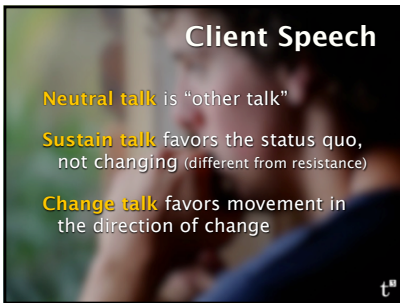 Client Speech
Neutral talk is “other talk”
Sustain talk favors the status quo,
not changing (different from resistance)
Change talk favors movement in
the direction of change